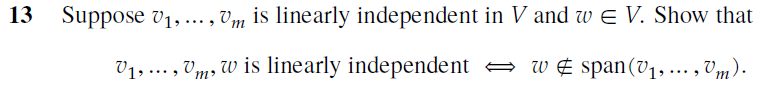 13 Suppose v₁, … , vₘ is linearly independent in V and w ∈ V. Show that
v₁, … , vₘ, w is linearly independent ⟺ w ∉ span(v₁, … , vₘ).